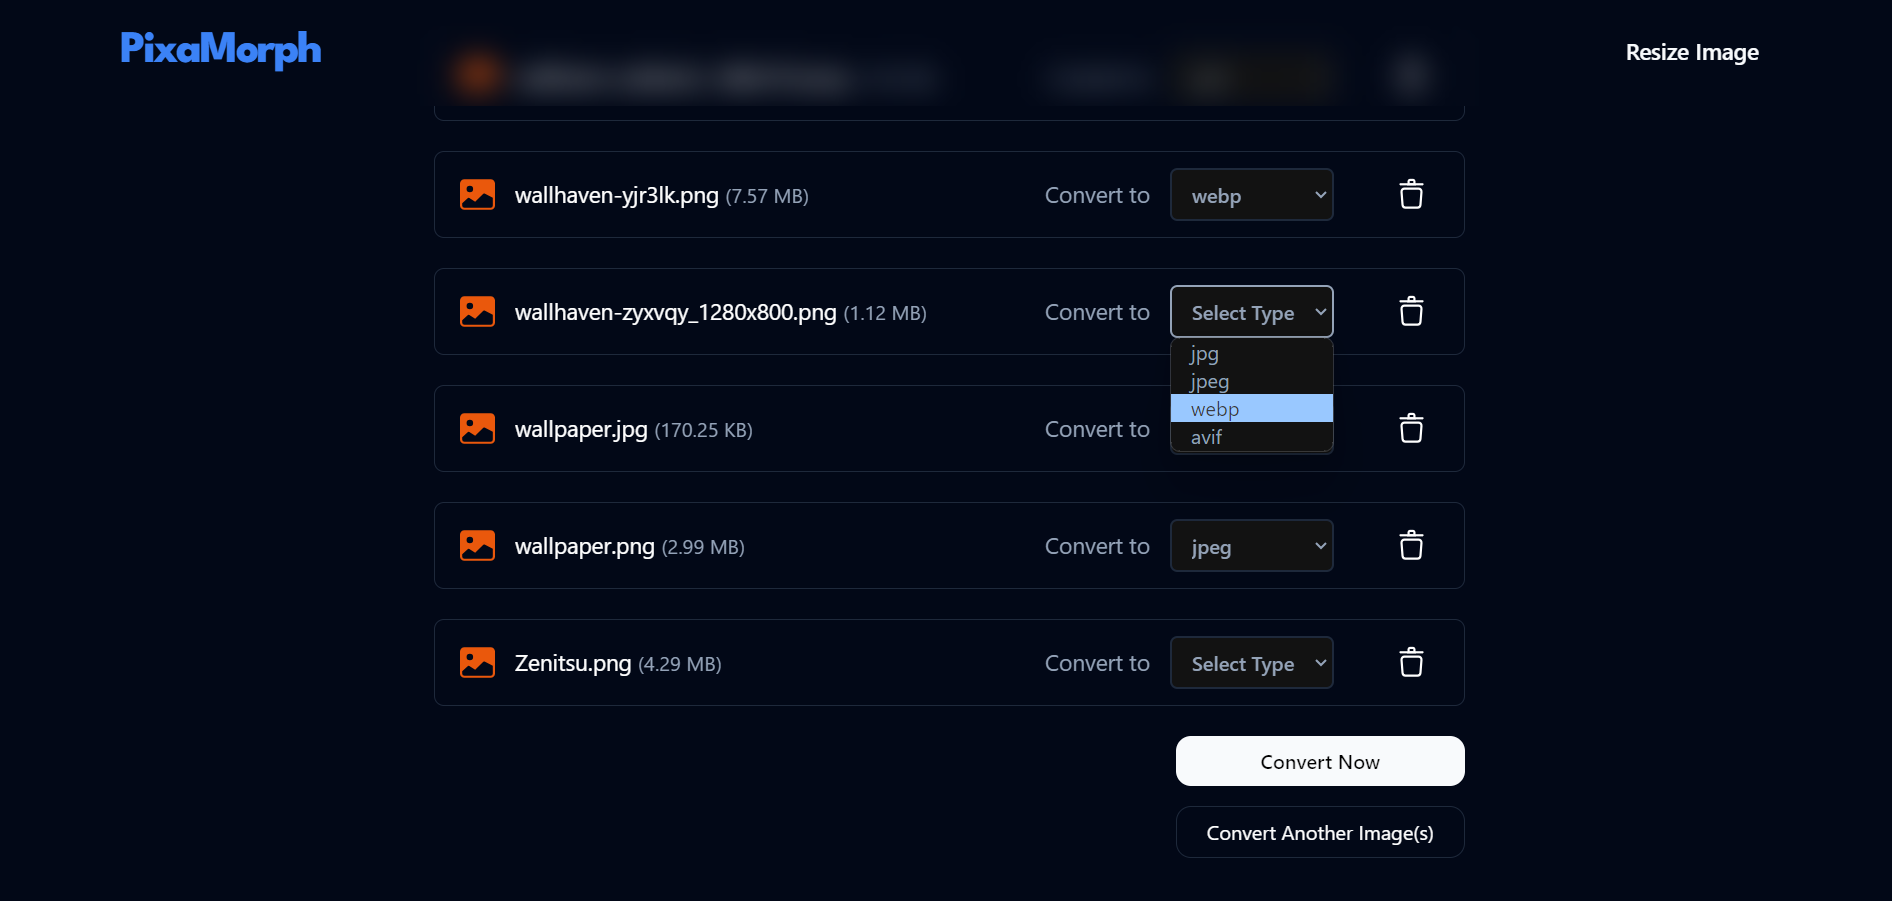 PixaMorph
Resize Image
wallhaven-yjr3lk.png (7.57 MB) Convert to webp
wallhaven-zyxvqy_1280x800.png (1.12 MB) Convert to Select Type
jpg
jpeg
webp
avif
wallpaper.jpg (170.25 KB) Convert to
wallpaper.png (2.99 MB) Convert to jpeg
Zenitsu.png (4.29 MB) Convert to Select Type
Convert Now
Convert Another Image(s)